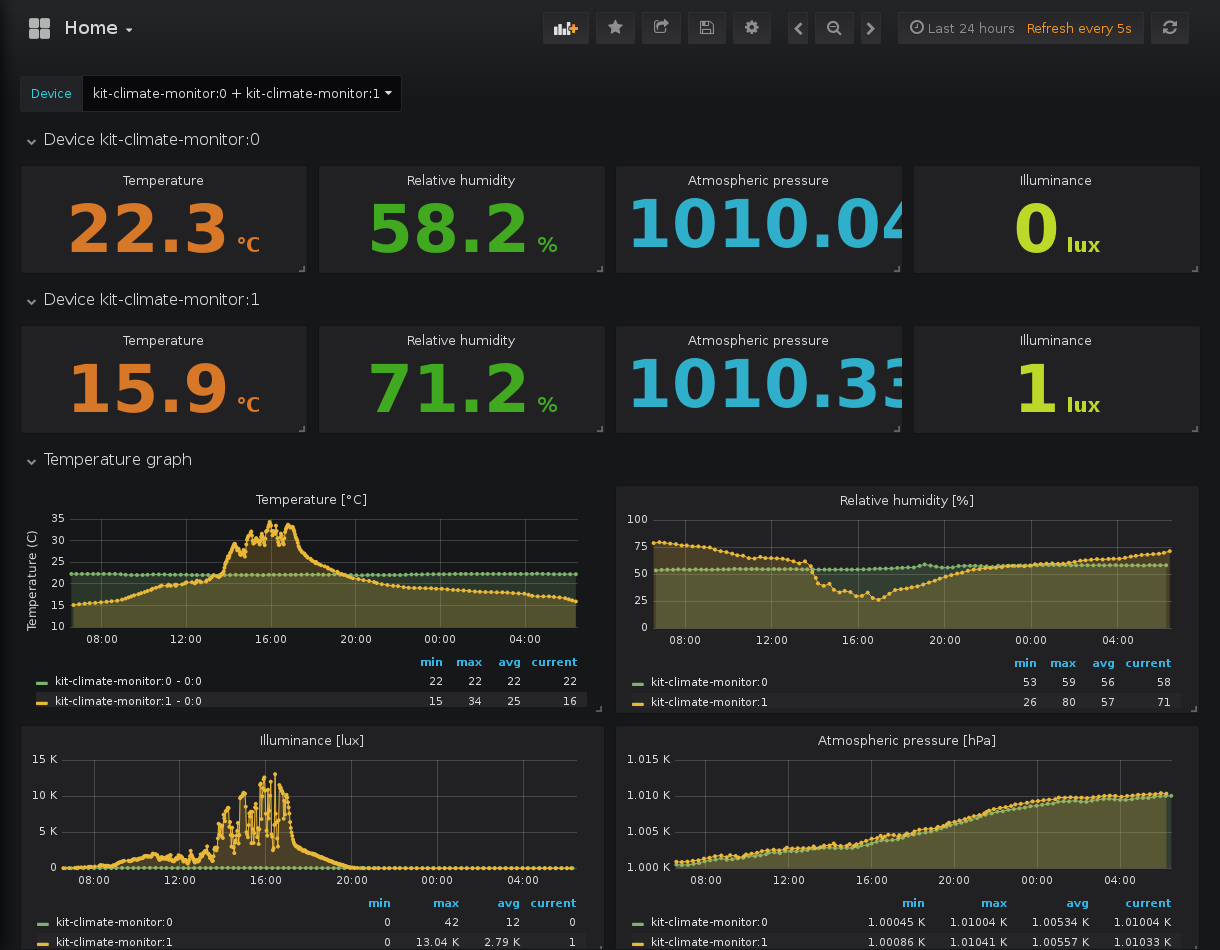 Home
Last 24 hours Refresh every 5s
Device kit-climate-monitor:0 + kit-climate-monitor:1
Device kit-climate-monitor:0
Temperature Relative humidity Atmospheric pressure Illuminance
22.3 °C 58.2 % 1010.04 0 lux
Device kit-climate-monitor:1
Temperature Relative humidity Atmospheric pressure Illuminance
15.9 °C 71.2 % 1010.33 1 lux
Temperature graph
Temperature [°C]
Temperature (C)
35
30
25
20
15
10
08:00 12:00 16:00 20:00 00:00 04:00
min max avg current
kit-climate-monitor:0 - 0:0 22 22 22 22
kit-climate-monitor:1 - 0:0 15 34 25 16
Relative humidity [%]
100
75
50
25
0
08:00 12:00 16:00 20:00 00:00 04:00
min max avg current
kit-climate-monitor:0 53 59 56 58
kit-climate-monitor:1 26 80 57 71
Illuminance [lux]
15 K
10 K
5 K
0
08:00 12:00 16:00 20:00 00:00 04:00
min max avg current
kit-climate-monitor:0 0 42 12 0
kit-climate-monitor:1 0 13.04 K 2.79 K 1
Atmospheric pressure [hPa]
1.015 K
1.010 K
1.005 K
1.000 K
08:00 12:00 16:00 20:00 00:00 04:00
min max avg current
kit-climate-monitor:0 1.00045 K 1.01004 K 1.00534 K 1.01004 K
kit-climate-monitor:1 1.00086 K 1.01041 K 1.00557 K 1.01033 K